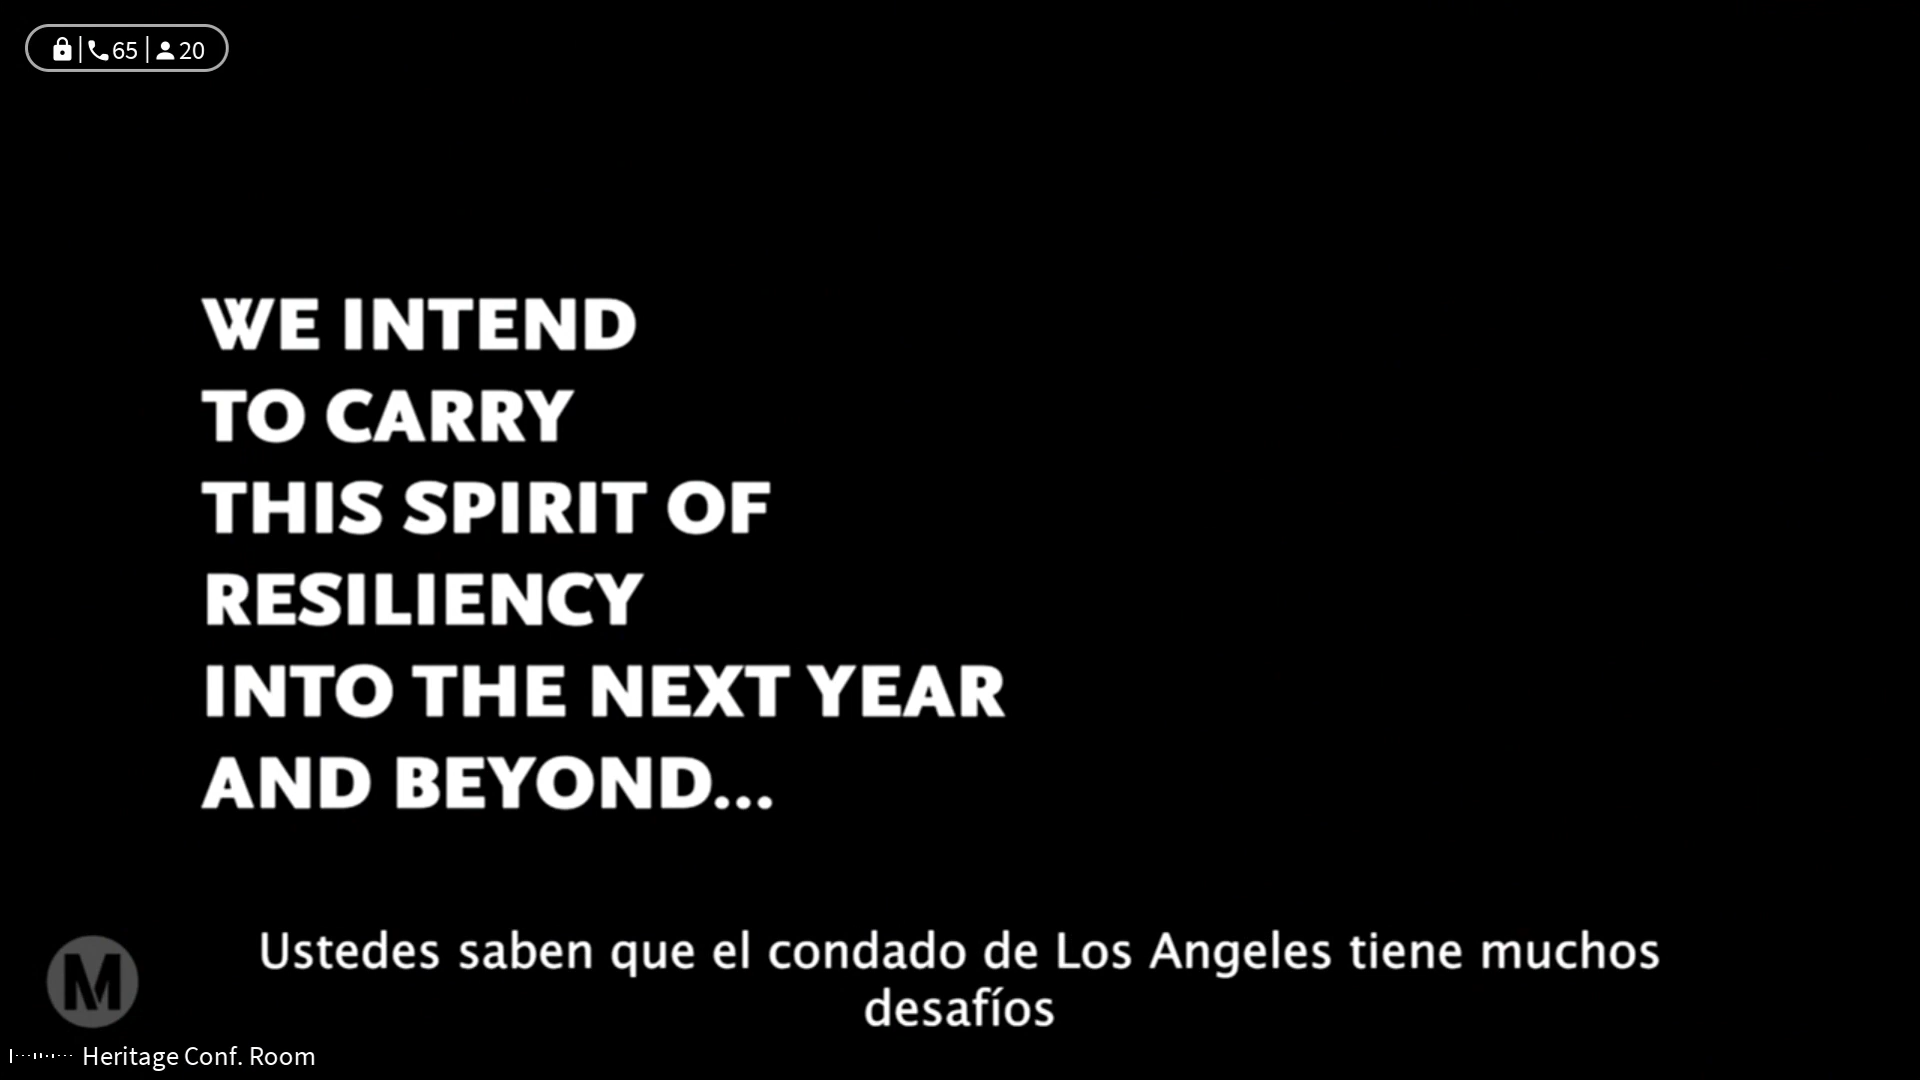 65 20
WE INTEND
TO CARRY
THIS SPIRIT OF
RESILIENCY
INTO THE NEXT YEAR
AND BEYOND...
Ustedes saben que el condado de Los Angeles tiene muchos
desafíos
M
Heritage Conf. Room